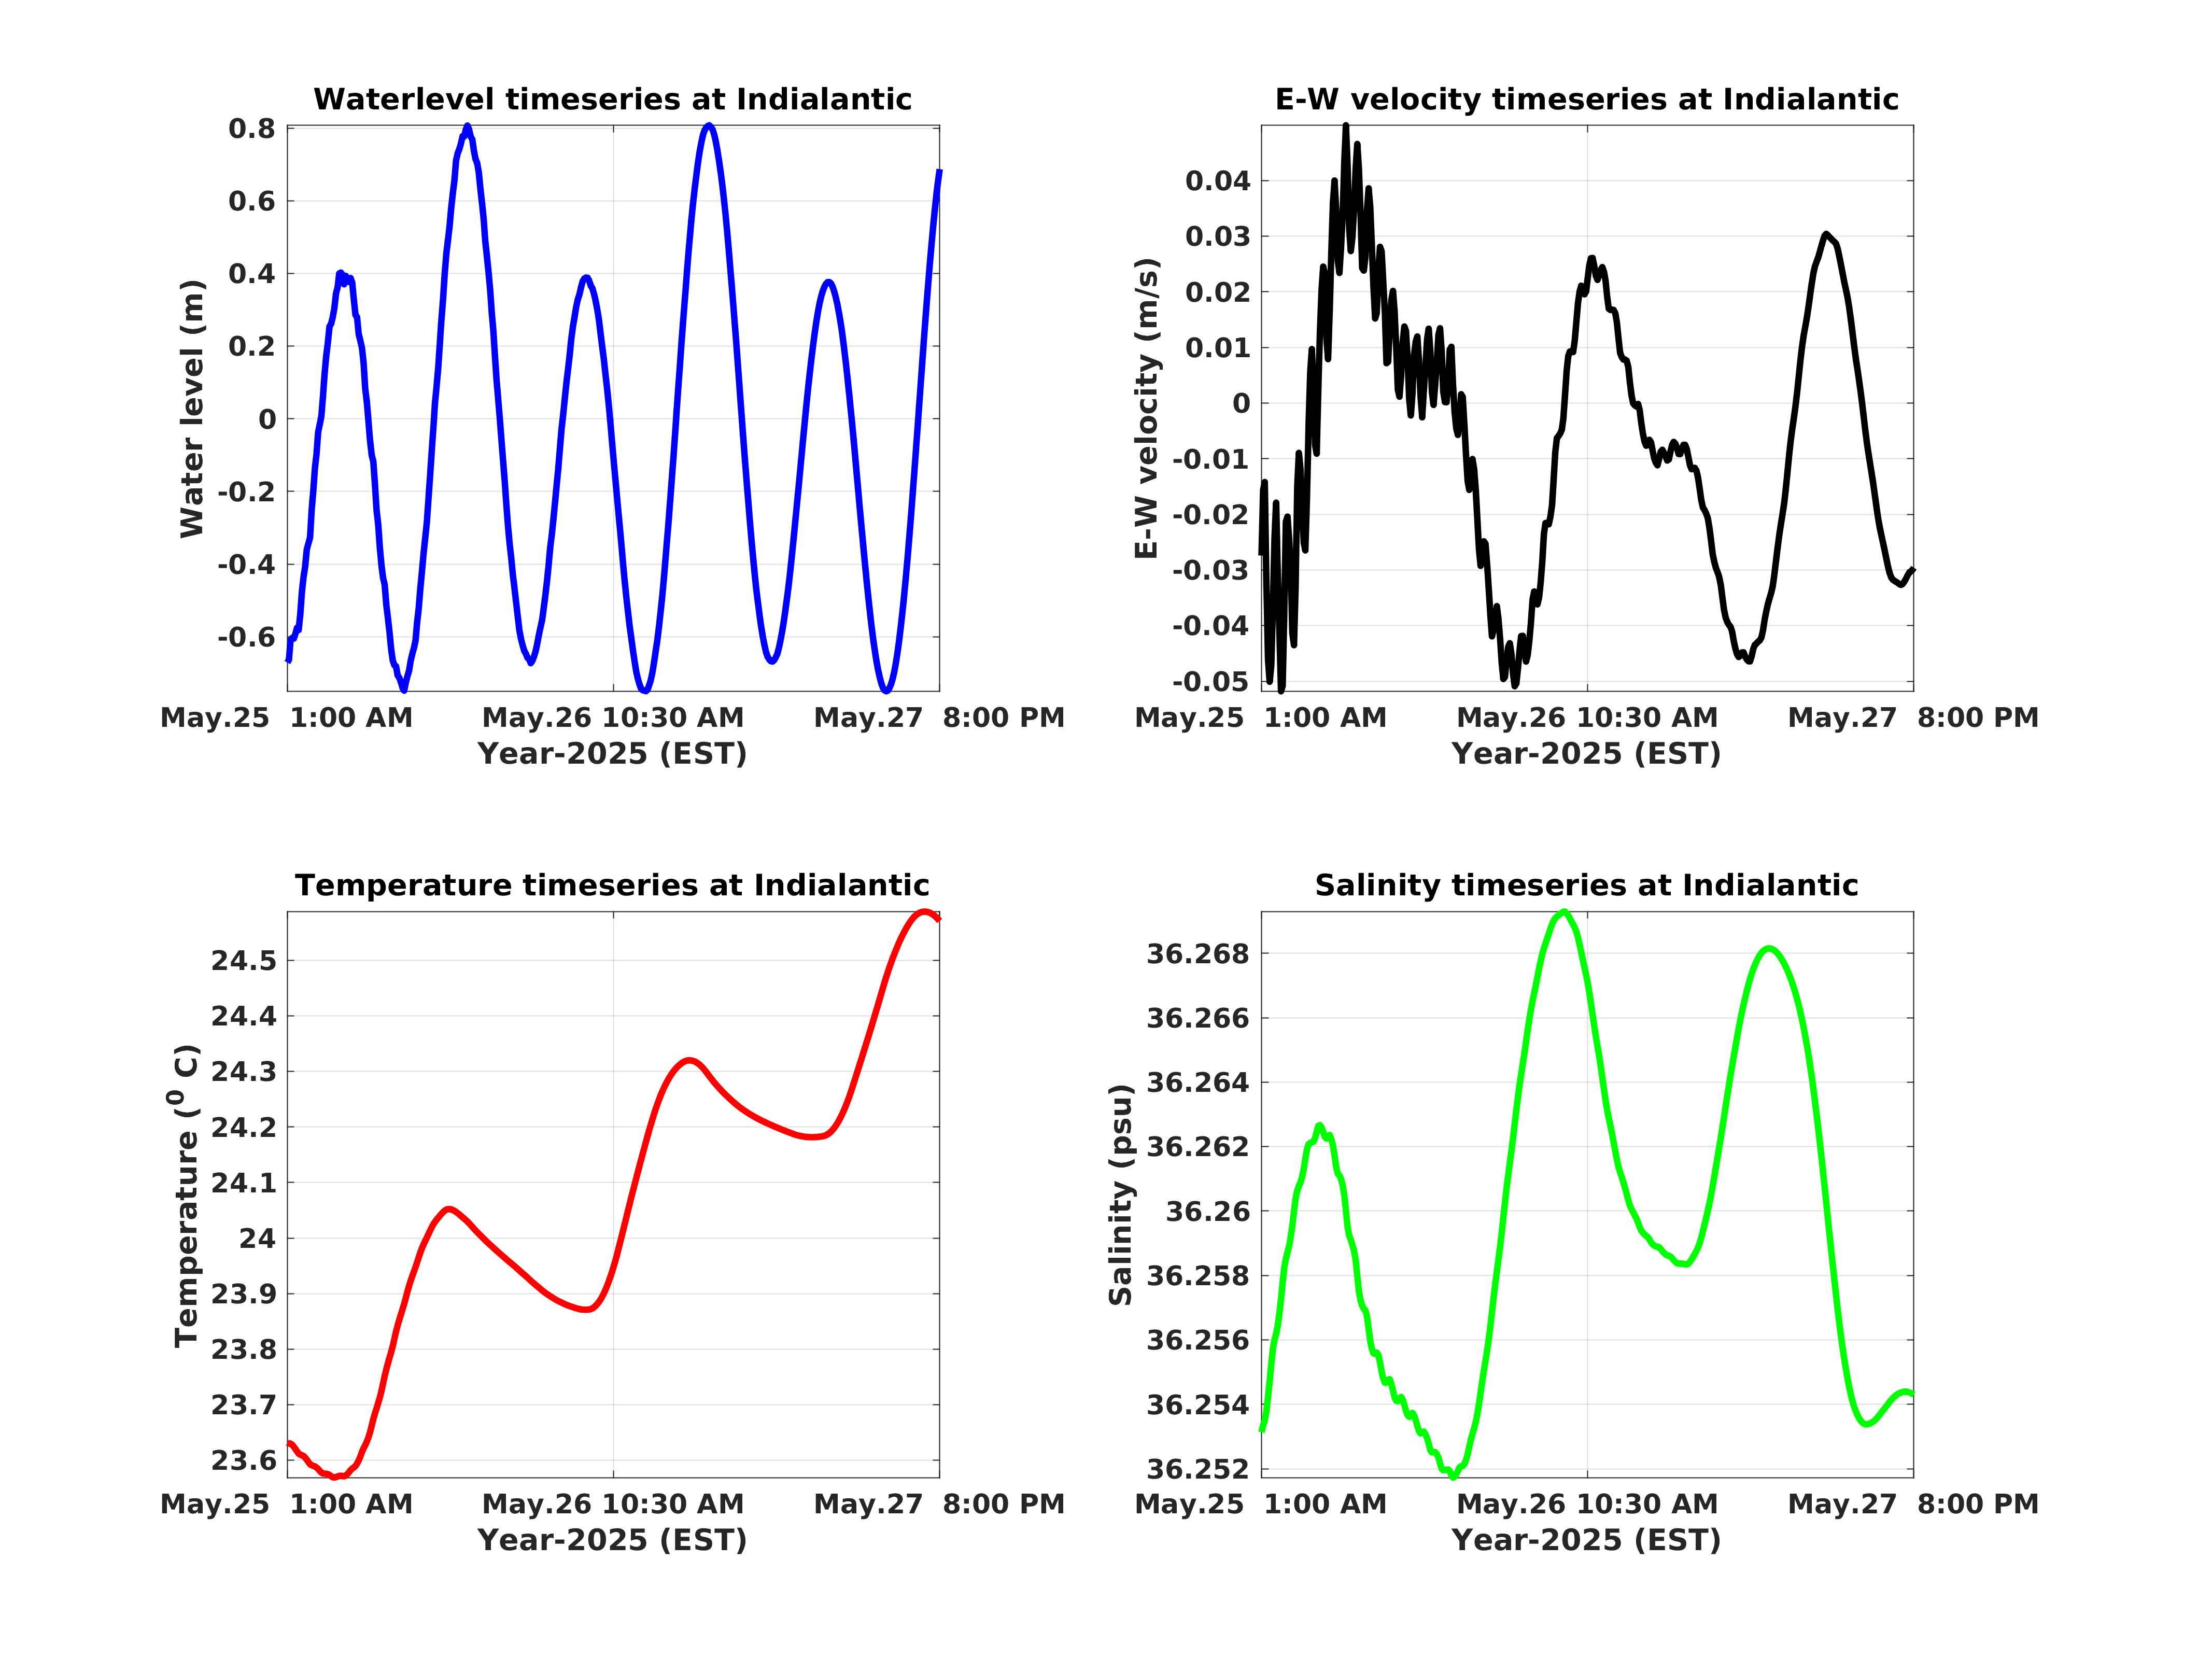 Waterlevel timeseries at Indialantic
0.8
0.6
0.4
0.2
0
-0.2
-0.4
-0.6
Water level (m)
May.25 1:00 AM May.26 10:30 AM May.27 8:00 PM
Year-2025 (EST)
E-W velocity timeseries at Indialantic
0.04
0.03
0.02
0.01
0
-0.01
-0.02
-0.03
-0.04
-0.05
E-W velocity (m/s)
May.25 1:00 AM May.26 10:30 AM May.27 8:00 PM
Year-2025 (EST)
Temperature timeseries at Indialantic
24.5
24.4
24.3
24.2
24.1
24
23.9
23.8
23.7
23.6
Temperature (⁰ C)
May.25 1:00 AM May.26 10:30 AM May.27 8:00 PM
Year-2025 (EST)
Salinity timeseries at Indialantic
36.268
36.266
36.264
36.262
36.26
36.258
36.256
36.254
36.252
Salinity (psu)
May.25 1:00 AM May.26 10:30 AM May.27 8:00 PM
Year-2025 (EST)